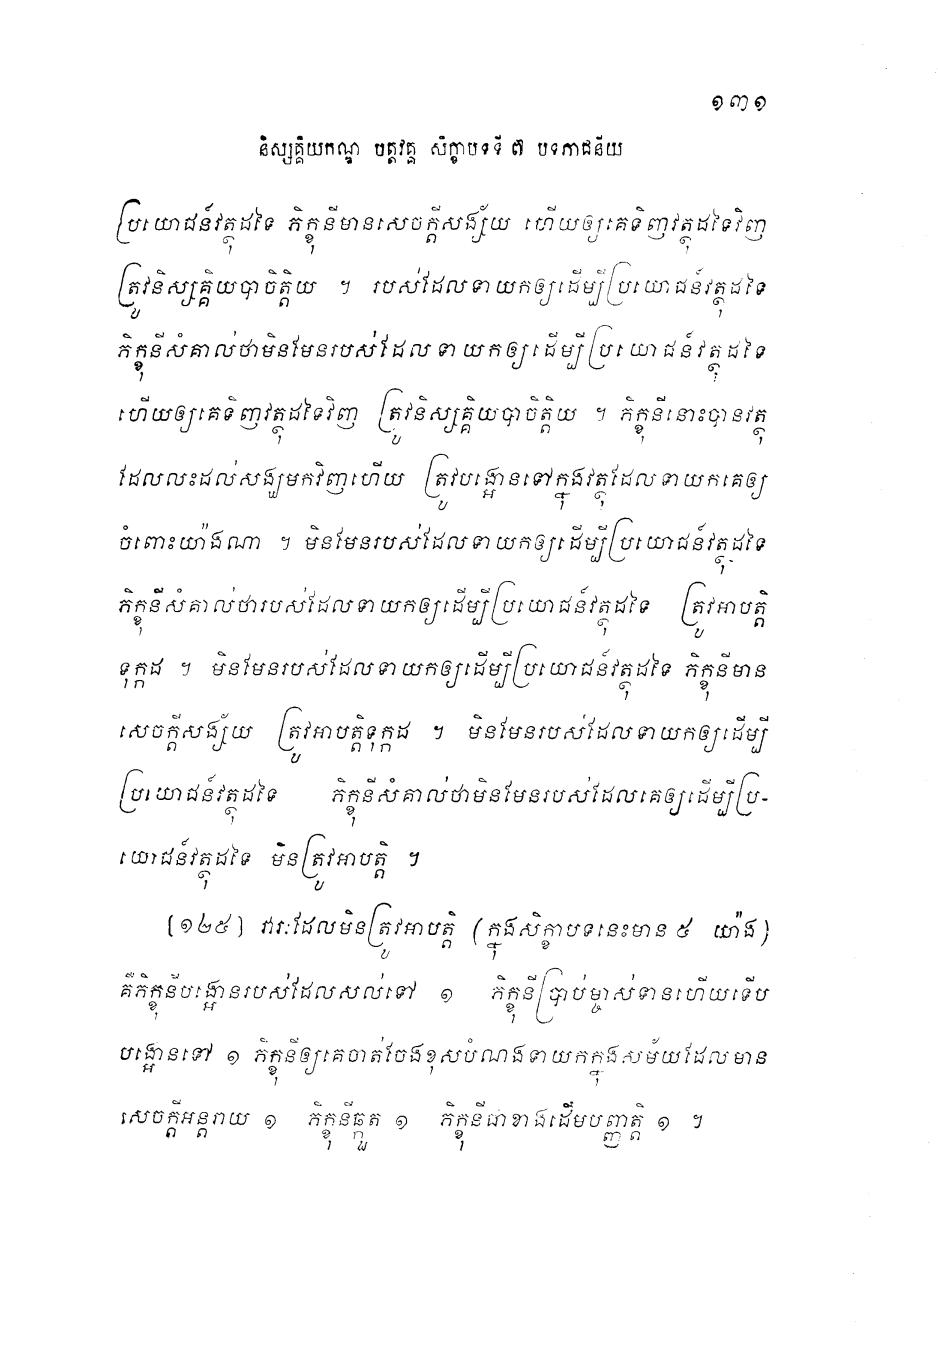 ១៣១
និស្សគ្គិយកណ្ឌ បត្តវគ្គ សិក្ខាបទទី ៧ បទភាជនីយ
ប្រយោជន៍វត្ថុដទៃ ភិក្ខុនីមានសេចក្តីសង្ស័យ ហើយឲ្យគេទិញវត្ថុដទៃវិញ
ត្រូវនិស្សគ្គិយបាចិត្តិយ ។ របស់ដែលទាយកឲ្យដើម្បីប្រយោជន៍វត្ថុដទៃ
ភិក្ខុនីសំគាល់ថាមិនមែនរបស់ដែលទាយកឲ្យដើម្បីប្រយោជន៍វត្ថុដទៃ
ហើយឲ្យគេទិញវត្ថុដទៃវិញ ត្រូវនិស្សគ្គិយបាចិត្តិយ ។ ភិក្ខុនីនោះបានវត្ថុ
ដែលលះដល់សង្ឃមកវិញហើយ ត្រូវបង្អោនទៅក្នុងវត្ថុដែលទាយកគេឲ្យ
ចំពោះយ៉ាងណា ។ មិនមែនរបស់ដែលទាយកឲ្យដើម្បីប្រយោជន៍វត្ថុដទៃ
ភិក្ខុនីសំគាល់ថារបស់ដែលទាយកឲ្យដើម្បីប្រយោជន៍វត្ថុដទៃ ត្រូវអាបត្តិ
ទុក្កដ ។ មិនមែនរបស់ដែលទាយកឲ្យដើម្បីប្រយោជន៍វត្ថុដទៃ ភិក្ខុនីមាន
សេចក្តីសង្ស័យ ត្រូវអាបត្តិទុក្កដ ។ មិនមែនរបស់ដែលទាយកឲ្យដើម្បី
ប្រយោជន៍វត្ថុដទៃ ភិក្ខុនីសំគាល់ថាមិនមែនរបស់ដែលគេឲ្យដើម្បីប្រ-
យោជន៍វត្ថុដទៃ មិនត្រូវអាបត្តិ ។
[១២៥] វារៈដែលមិនត្រូវអាបត្តិ (ក្នុងសិក្ខាបទនេះមាន ៥ យ៉ាង)
គឺភិក្ខុនីបង្អោនរបស់ដែលសល់ទៅ ១ ភិក្ខុនីប្រាប់ម្ចាស់ទានហើយទើប
បង្អោនទៅ ១ ភិក្ខុនីឲ្យគេចាត់ចែងខុសបំណងទាយកក្នុងសម័យដែលមាន
សេចក្តីអន្តរាយ ១ ភិក្ខុនីឆ្កួត ១ ភិក្ខុនីជាខាងដើមបញ្ញត្តិ ១ ។